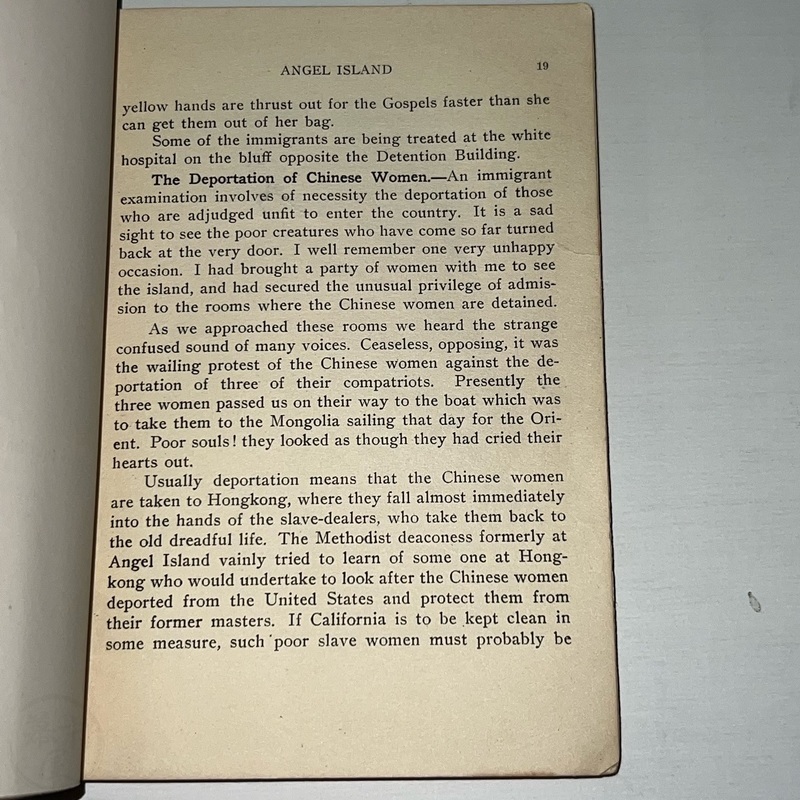 ANGEL ISLAND 19
yellow hands are thrust out for the Gospels faster than she
can get them out of her bag.
Some of the immigrants are being treated at the white
hospital on the bluff opposite the Detention Building.
The Deportation of Chinese Women.—An immigrant
examination involves of necessity the deportation of those
who are adjudged unfit to enter the country. It is a sad
sight to see the poor creatures who have come so far turned
back at the very door. I well remember one very unhappy
occasion. I had brought a party of women with me to see
the island, and had secured the unusual privilege of admis-
sion to the rooms where the Chinese women are detained.
As we approached these rooms we heard the strange
confused sound of many voices. Ceaseless, opposing, it was
the wailing protest of the Chinese women against the de-
portation of three of their compatriots. Presently the
three women passed us on their way to the boat which was
to take them to the Mongolia sailing that day for the Ori-
ent. Poor souls! they looked as though they had cried their
hearts out.
Usually deportation means that the Chinese women
are taken to Hongkong, where they fall almost immediately
into the hands of the slave-dealers, who take them back to
the old dreadful life. The Methodist deaconess formerly at
Angel Island vainly tried to learn of some one at Hong-
kong who would undertake to look after the Chinese women
deported from the United States and protect them from
their former masters. If California is to be kept clean in
some measure, such poor slave women must probably be